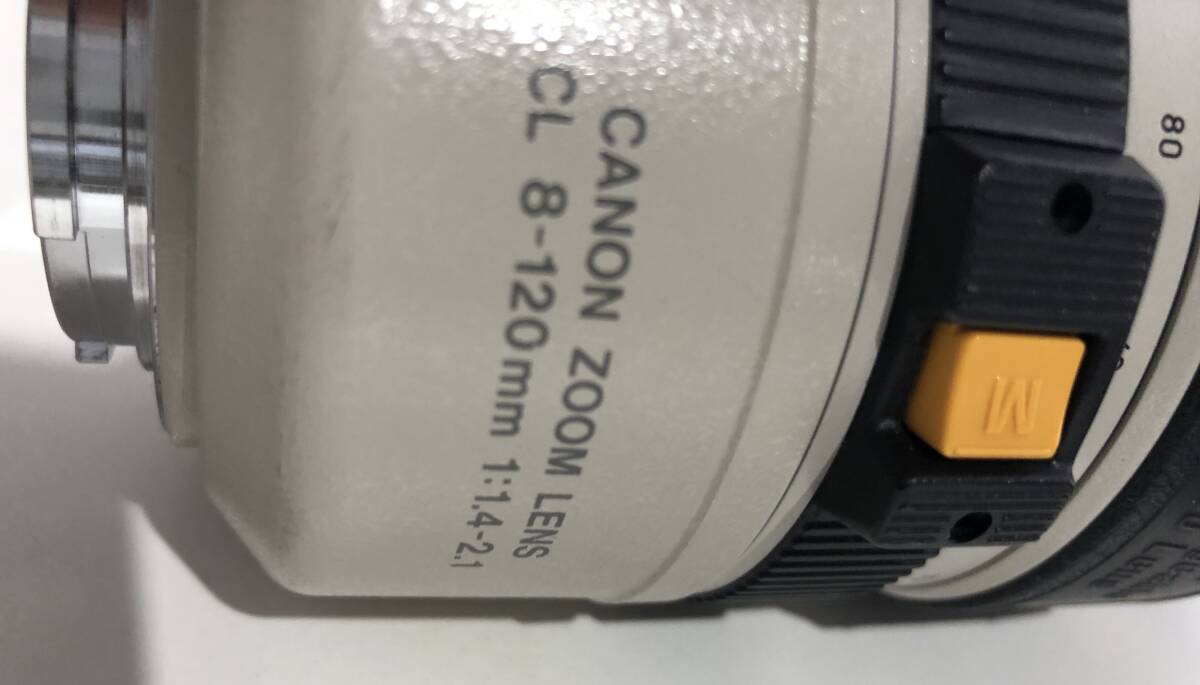 CANON ZOOM LENS
CL 8-120mm 1:1.4-2.1
80
M